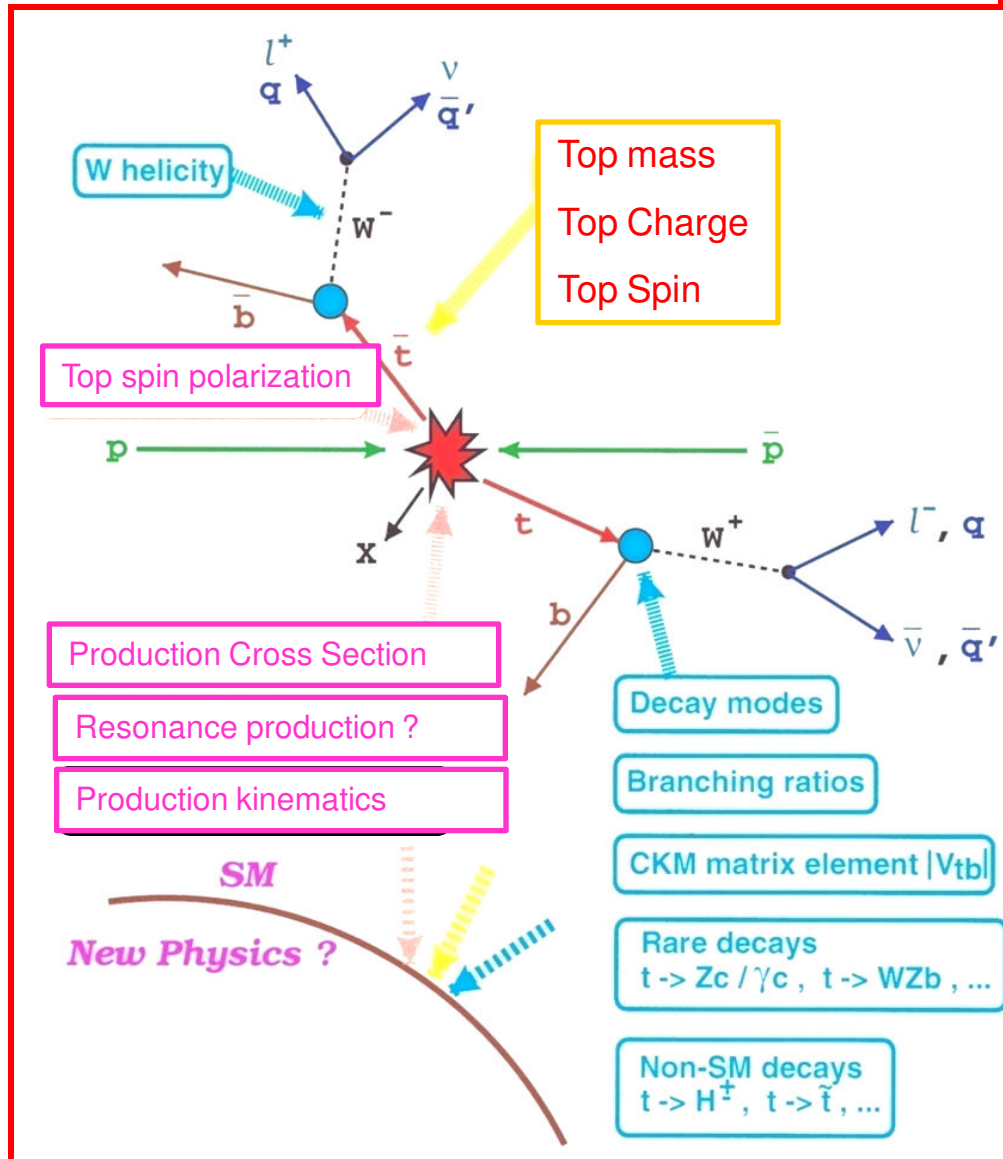 l⁺
q
ν
q̄'
W helicity
W⁻
Top mass
Top Charge
Top Spin
b̄
t̄
Top spin polarization
p
p̄
t
X
W⁺
l⁻, q
b
ν̄ , q̄'
Production Cross Section
Resonance production ?
Production kinematics
Decay modes
Branching ratios
CKM matrix element |Vtb|
SM
New Physics ?
Rare decays
t -> Zc / γc , t -> WZb , ...
Non-SM decays
t -> H± , t -> t̃ , ...